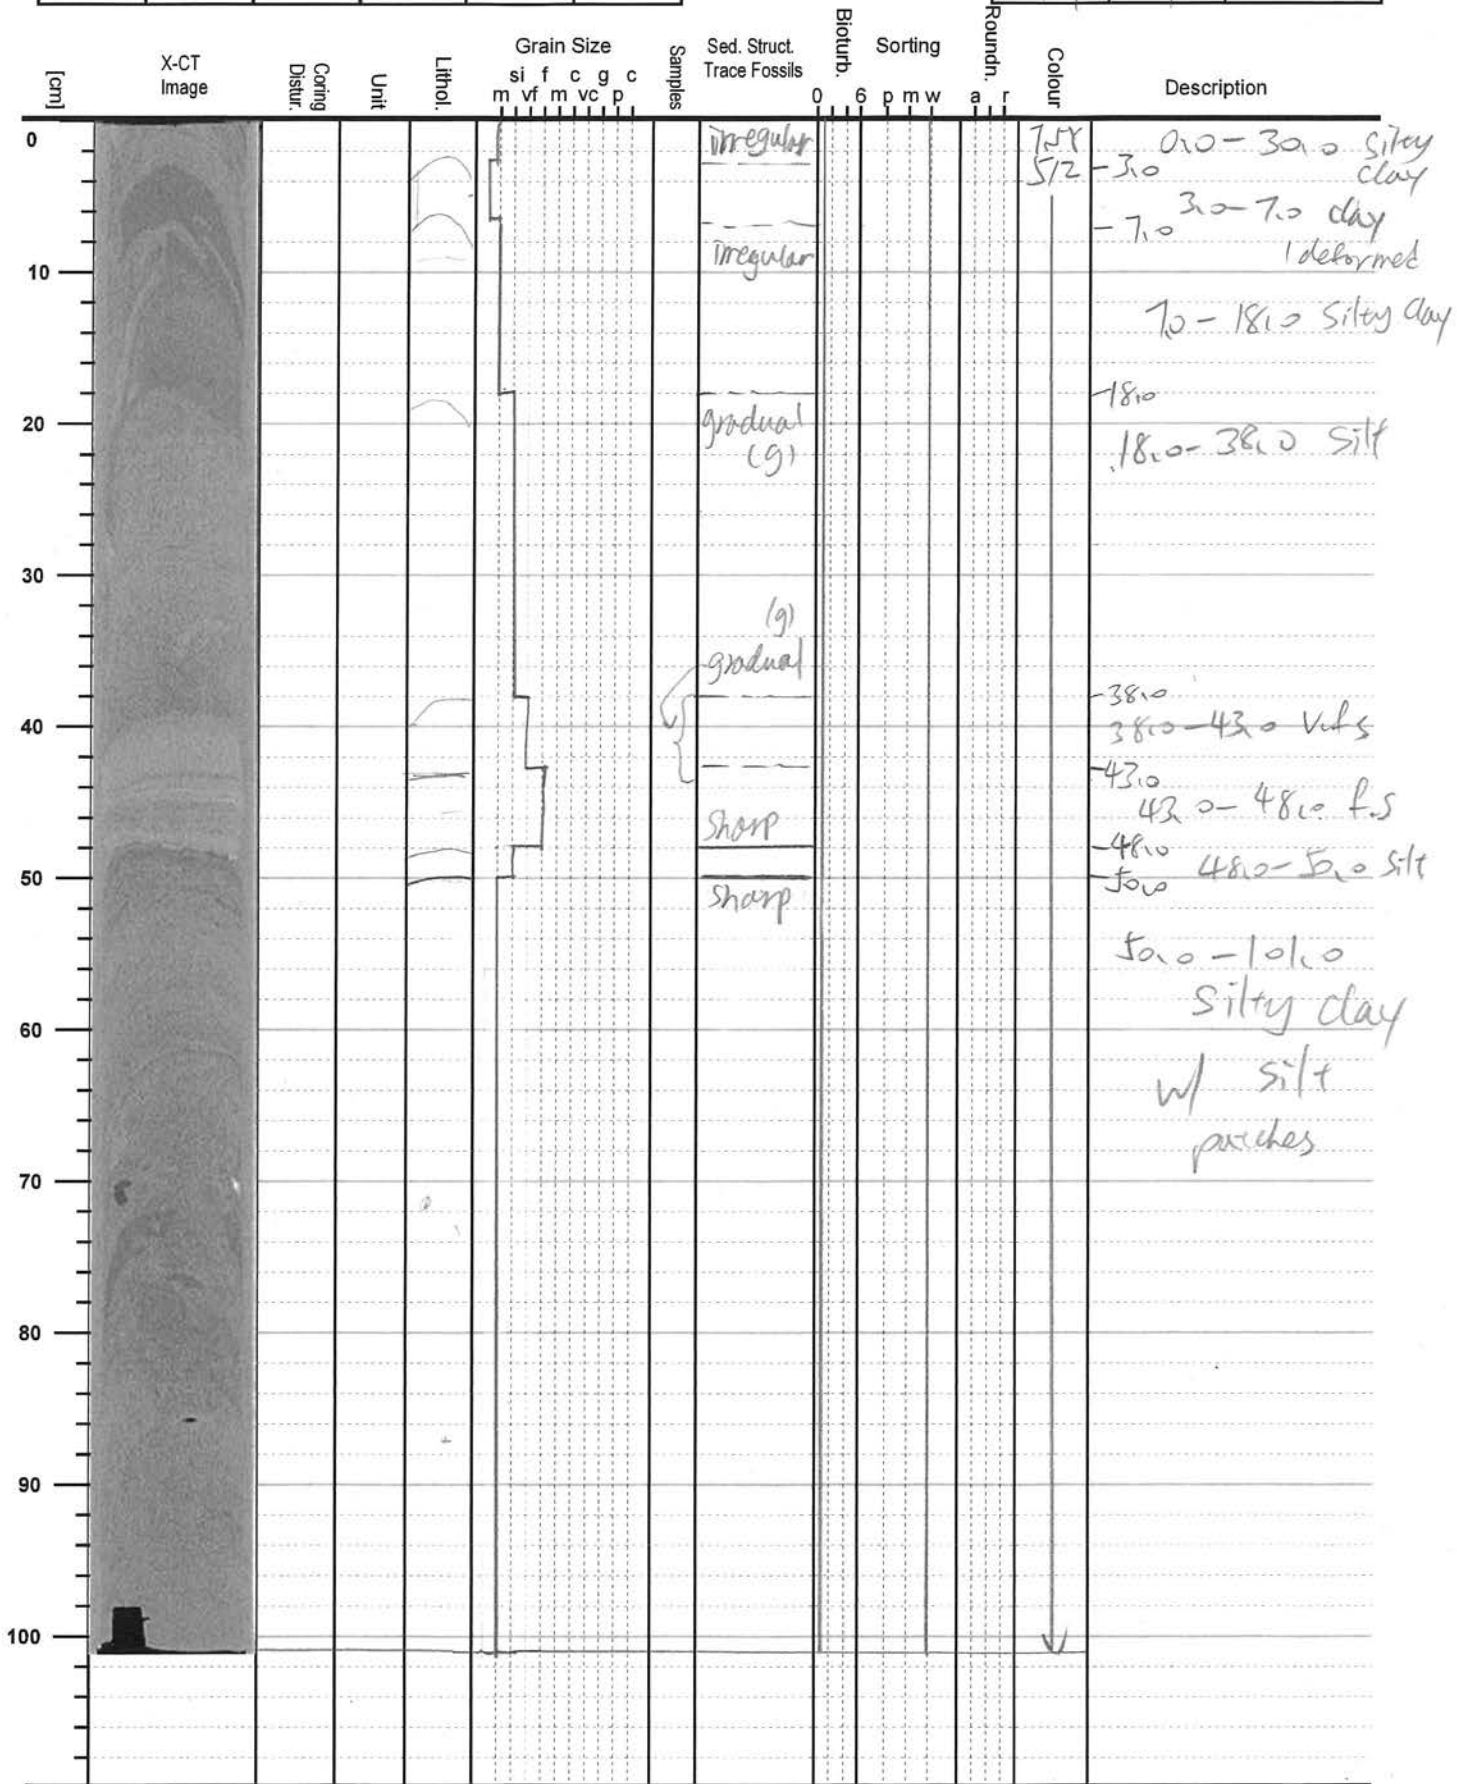 [cm]
X-CT
Image
Coring
Distur.
Unit
Lithol.
Grain Size
si f c g c
m vf m vc p
Samples
Sed. Struct.
Trace Fossils
Bioturb.
0 6
Sorting
p m w
Roundn.
a r
Colour
Description
0
10
20
30
40
50
60
70
80
90
100
irregular
irregular
gradual
(g)
(g)
gradual
sharp
sharp
7.5Y
5/2
0.0-30.0 silty
clay
-3.0
3.0-7.0 clay
-7.0
deformed
7.0-18.0 silty clay
-18.0
18.0-38.0 silt
-38.0
38.0-43.0 v.f.s
-43.0
43.0-48.0 f.s
-48.0
48.0-50.0 silt
-50.0
50.0-101.0
silty clay
w/ silt
patches